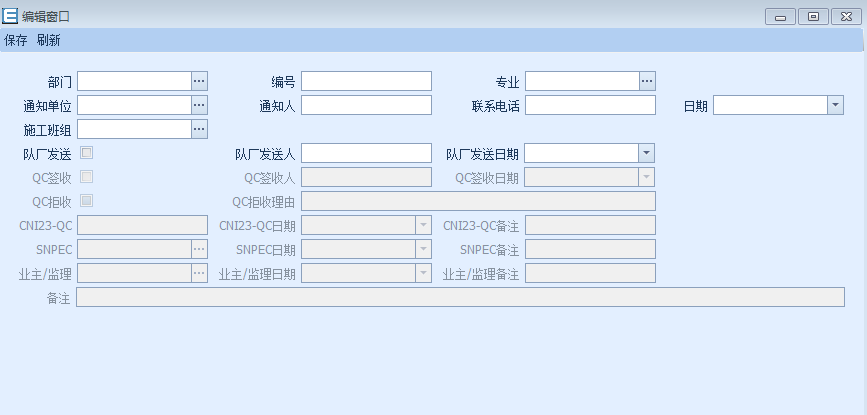 编辑窗口
保存 刷新
部门 编号 专业
通知单位 通知人 联系电话 日期
施工班组
队厂发送 队厂发送人 队厂发送日期
QC签收 QC签收人 QC签收日期
QC拒收 QC拒收理由
CNI23-QC CNI23-QC日期 CNI23-QC备注
SNPEC SNPEC日期 SNPEC备注
业主/监理 业主/监理日期 业主/监理备注
备注